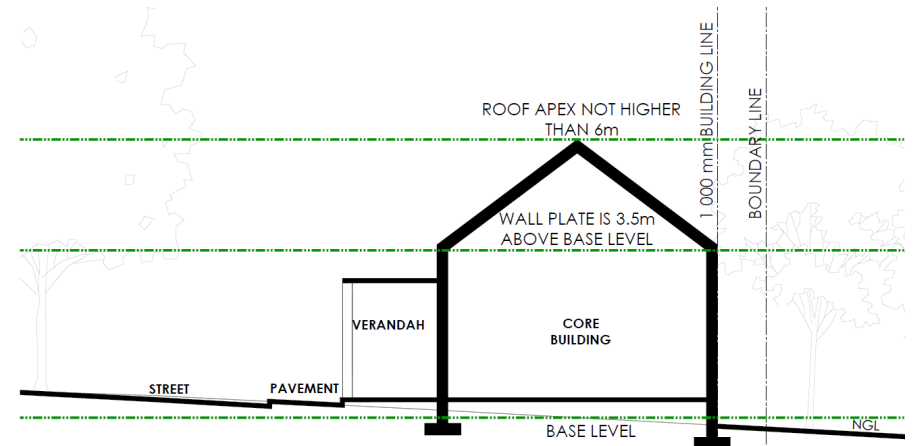 ROOF APEX NOT HIGHER
THAN 6m
1 000 mm BUILDING LINE
BOUNDARY LINE
WALL PLATE IS 3.5m
ABOVE BASE LEVEL
VERANDAH
CORE
BUILDING
STREET
PAVEMENT
BASE LEVEL
NGL